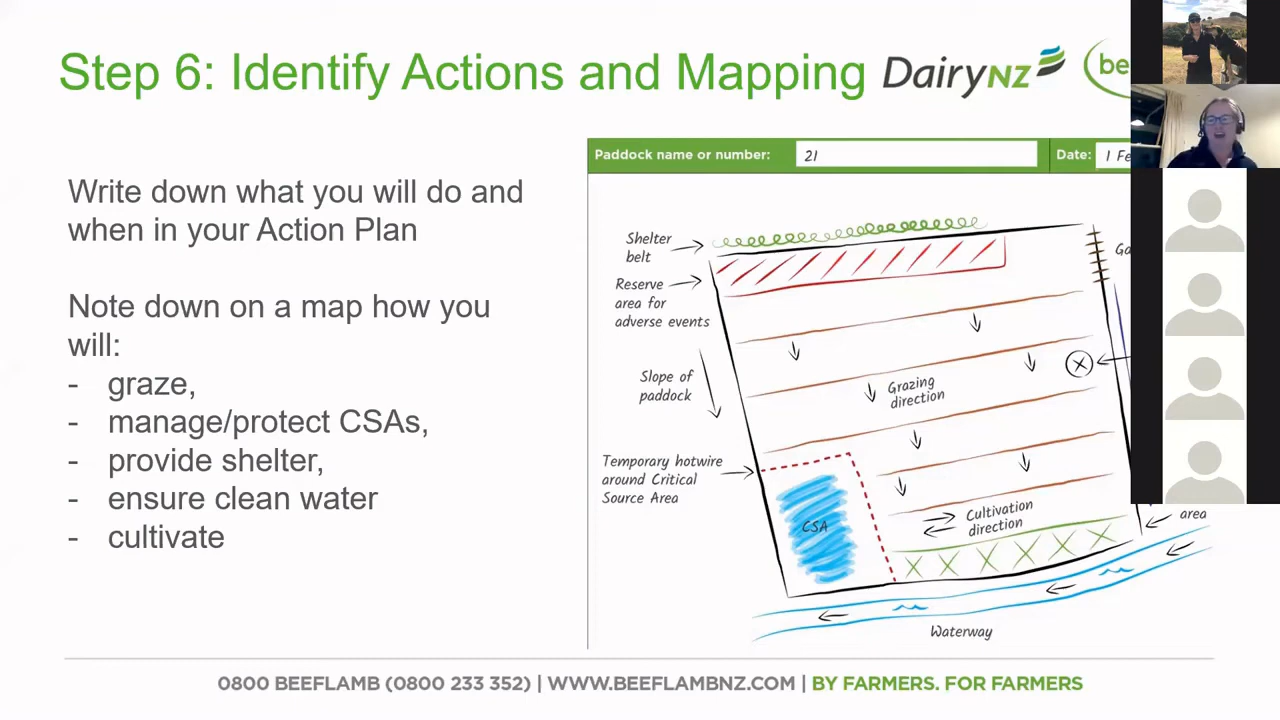 Step 6: Identify Actions and Mapping
DairyNZ
be
Write down what you will do and
when in your Action Plan
Note down on a map how you
will:
- graze,
- manage/protect CSAs,
- provide shelter,
- ensure clean water
- cultivate
Paddock name or number:
21
Date:
1 Fe
Shelter
belt
Reserve
area for
adverse events
Slope of
paddock
Temporary hotwire
around Critical
Source Area
CSA
Ga
Grazing
direction
Cultivation
direction
area
Waterway
0800 BEEFLAMB (0800 233 352) | WWW.BEEFLAMBNZ.COM | BY FARMERS. FOR FARMERS